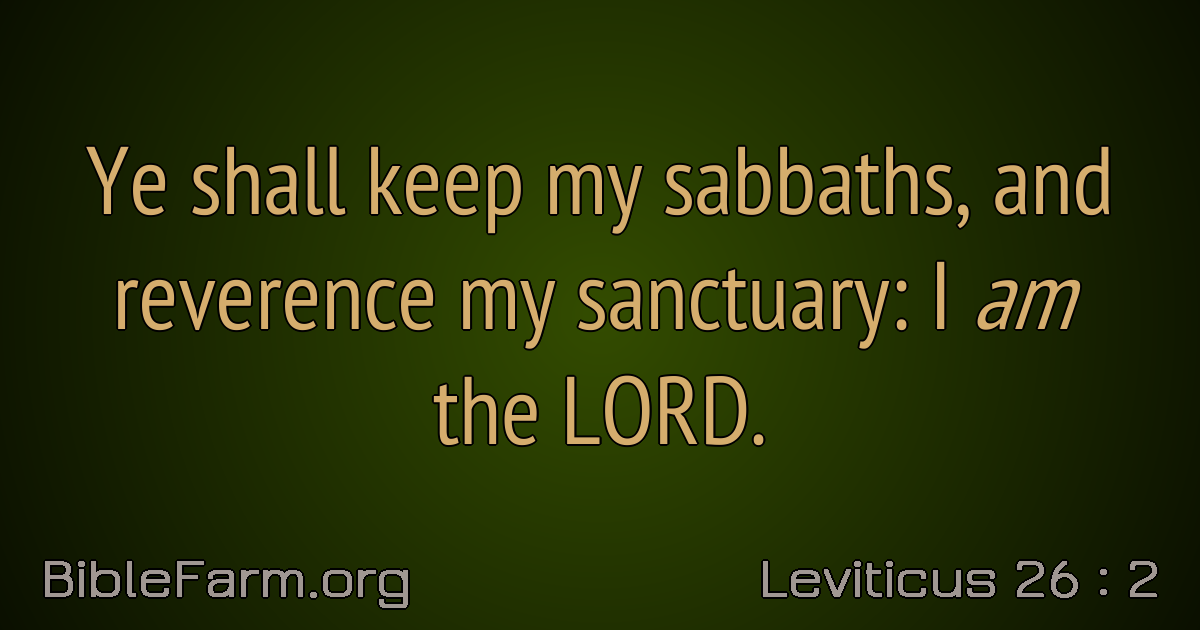 Ye shall keep my sabbaths, and
reverence my sanctuary: I am
the LORD.
BibleFarm.org
Leviticus 26 : 2